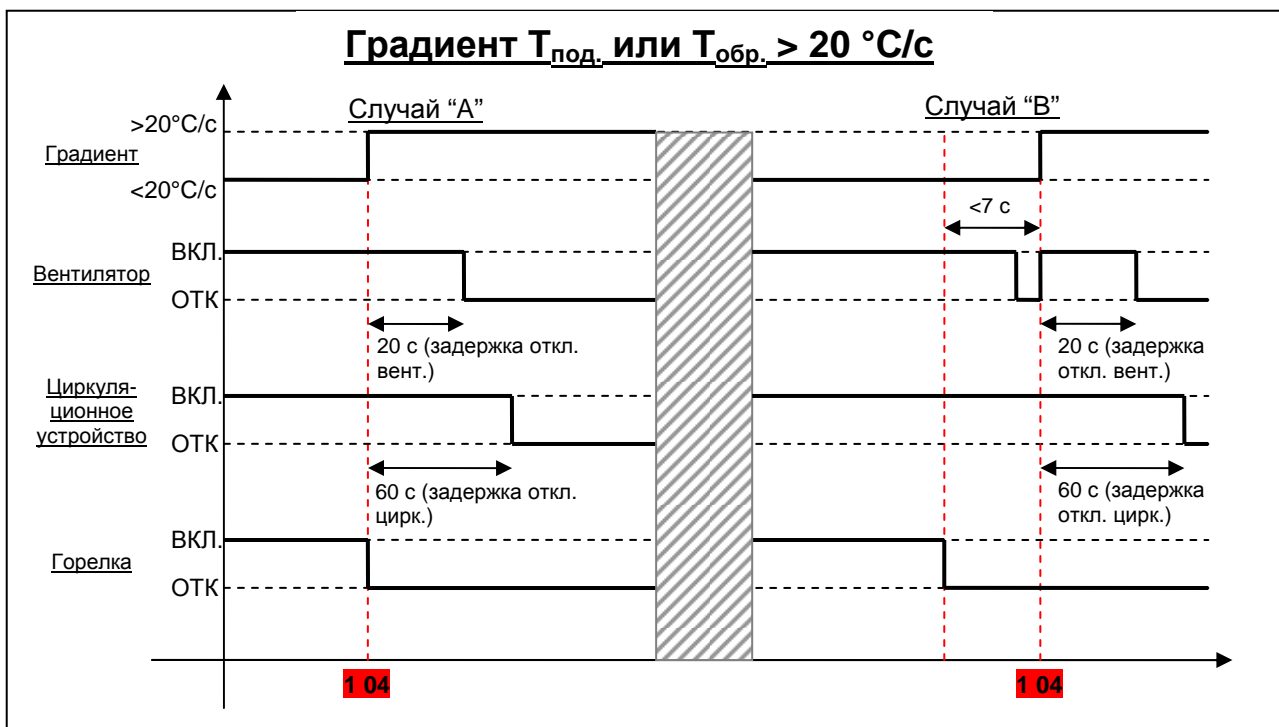 Градиент Tпод. или Tобр. > 20 °C/с
Случай “A”
Случай “B”
>20°C/с
Градиент
<20°C/с
<7 с
ВКЛ.
Вентилятор
ОТК
20 с (задержка откл.
вент.)
20 с (задержка
откл. вент.)
Циркуля-
ционное
устройство
ВКЛ.
ОТК
60 с (задержка откл.
цирк.)
60 с (задержка
откл. цирк.)
ВКЛ.
Горелка
ОТК
1 04
1 04